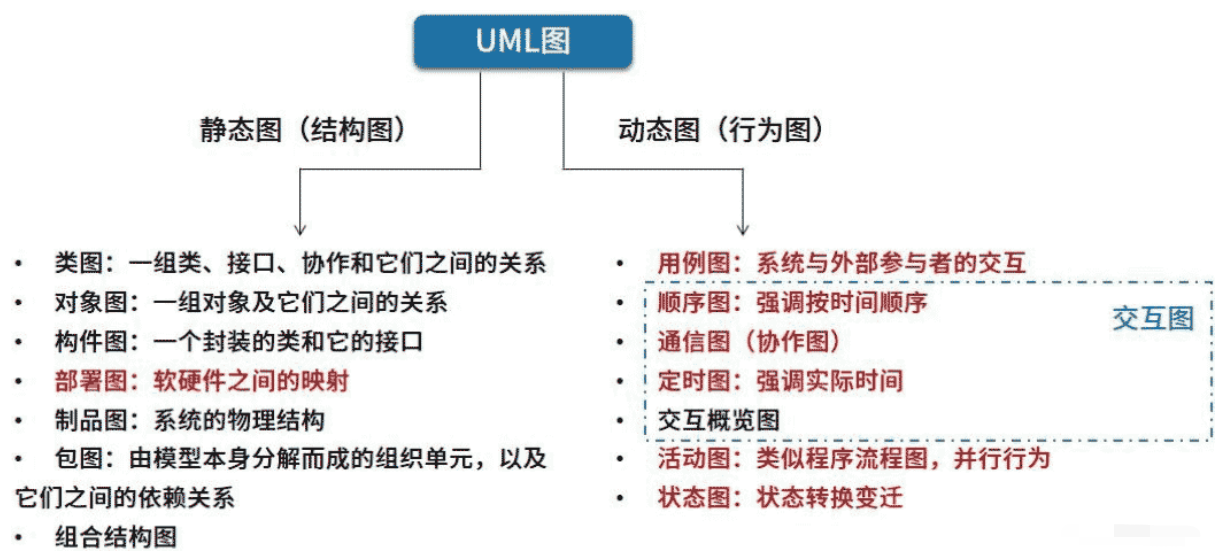 UML图
静态图（结构图）
动态图（行为图）
• 类图：一组类、接口、协作和它们之间的关系
• 对象图：一组对象及它们之间的关系
• 构件图：一个封装的类和它的接口
• 部署图：软硬件之间的映射
• 制品图：系统的物理结构
• 包图：由模型本身分解而成的组织单元，以及
它们之间的依赖关系
• 组合结构图
• 用例图：系统与外部参与者的交互
• 顺序图：强调按时间顺序
• 通信图（协作图）
• 定时图：强调实际时间
• 交互概览图
交互图
• 活动图：类似程序流程图，并行行为
• 状态图：状态转换变迁